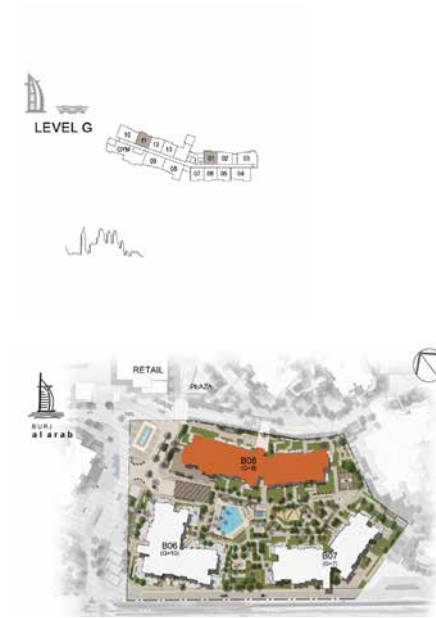 LEVEL G
10 11 12 13
01 02 03
GYM 09 08
07 06 05 04
RETAIL
PLAZA
BURJ
al arab
B08
(G+8)
B06
(G+10)
B07
(G+7)